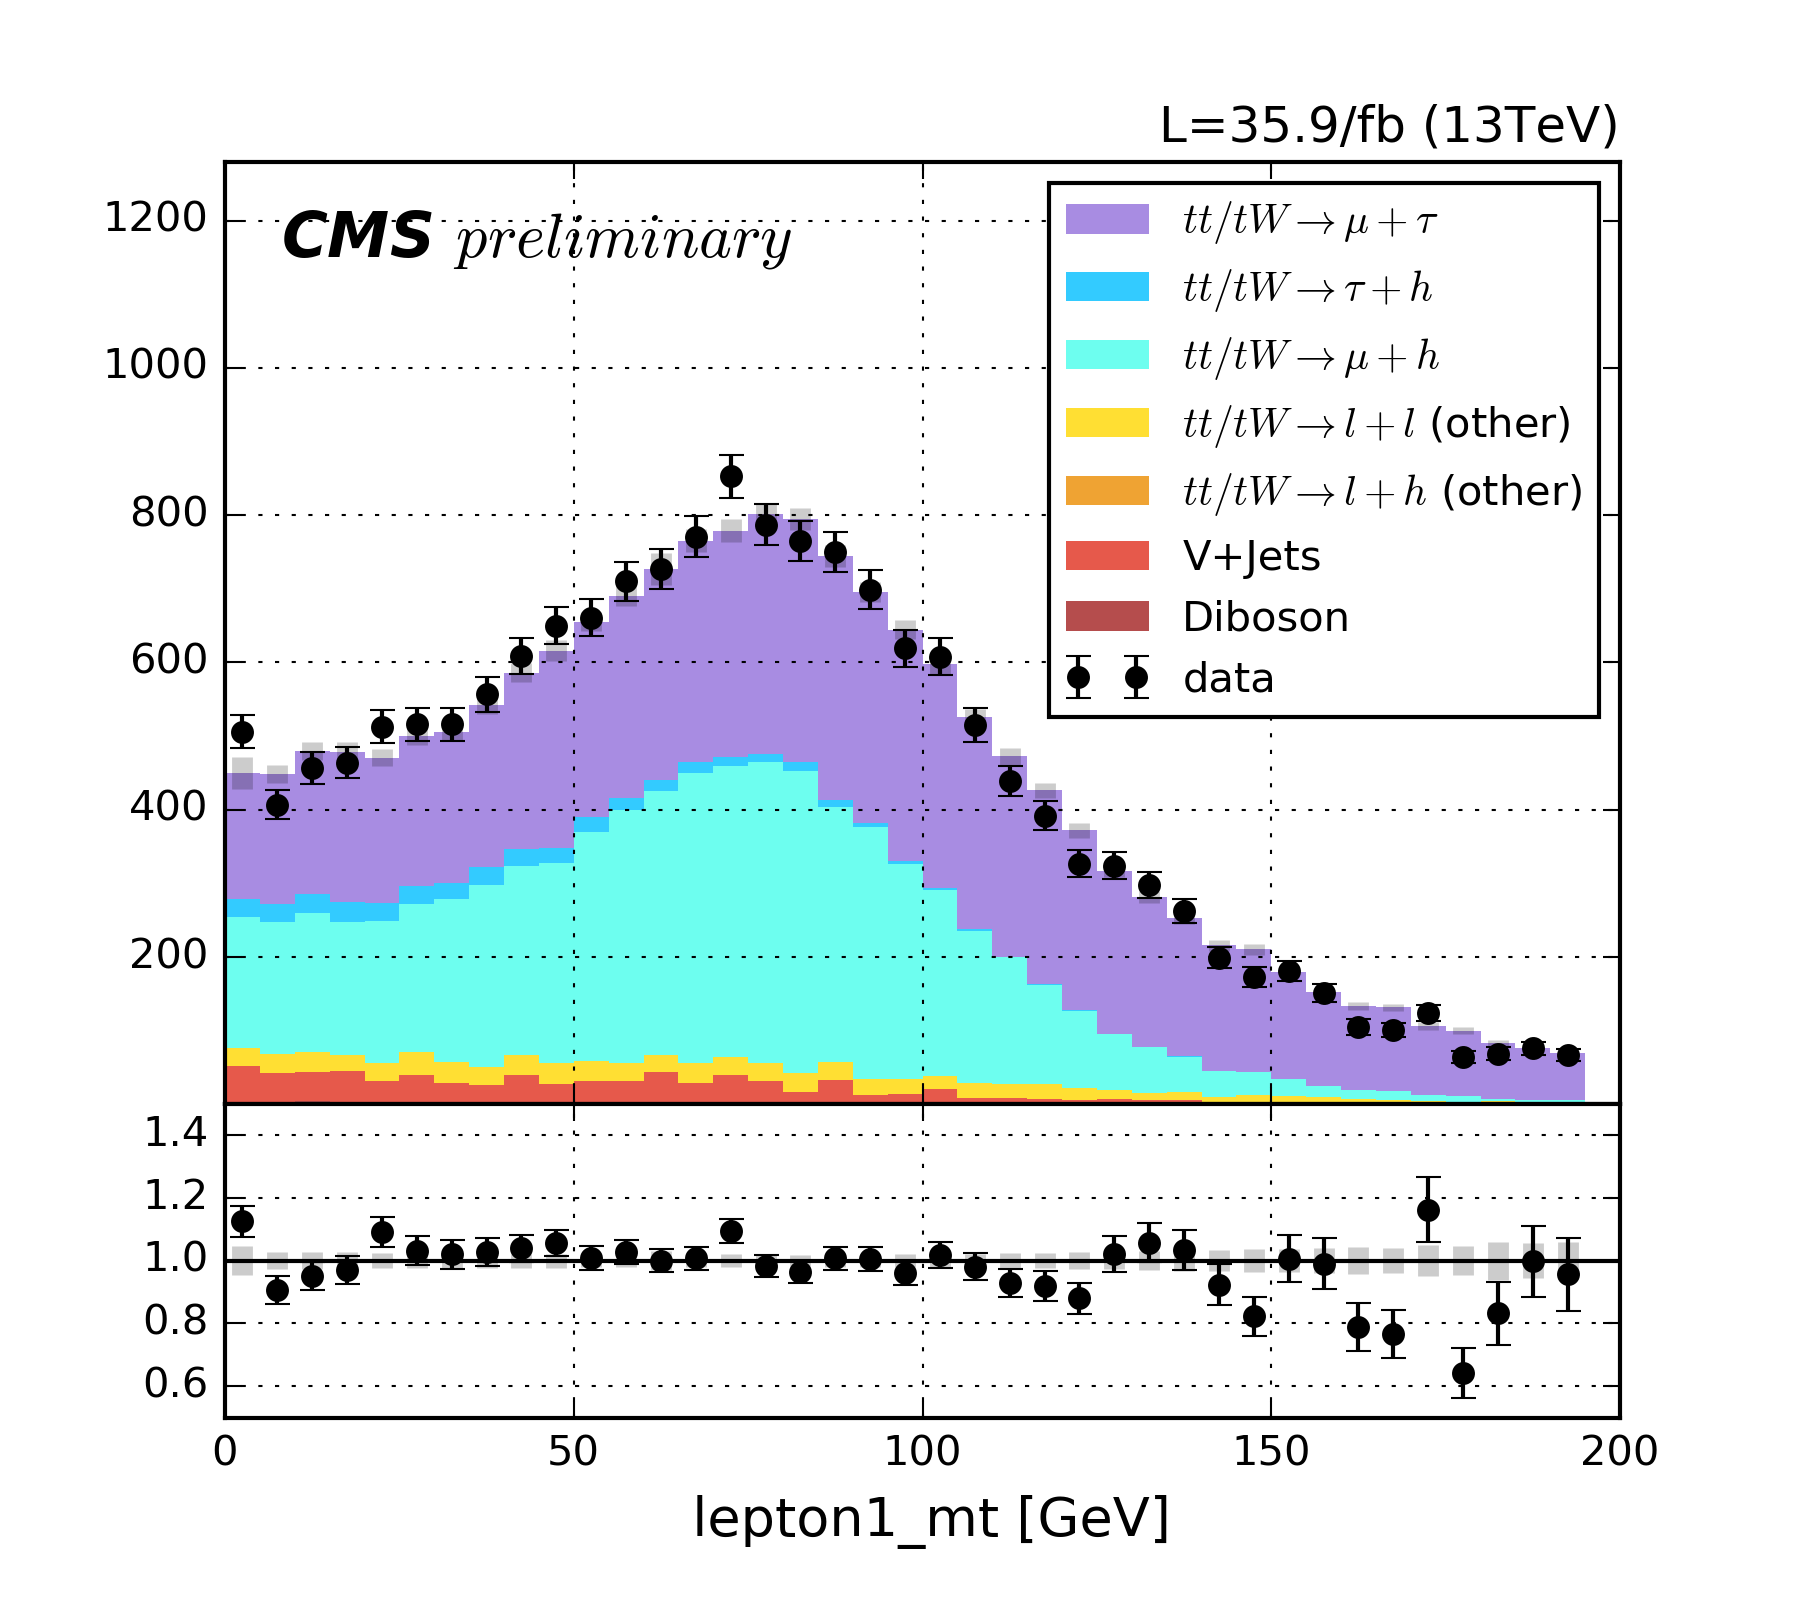 L=35.9/fb (13TeV)
CMS preliminary
tt/tW→μ+τ
tt/tW→τ+h
tt/tW→μ+h
tt/tW→l+l (other)
tt/tW→l+h (other)
V+Jets
Diboson
data
1200
1000
800
600
400
200
1.4
1.2
1.0
0.8
0.6
0 50 100 150 200
lepton1_mt [GeV]